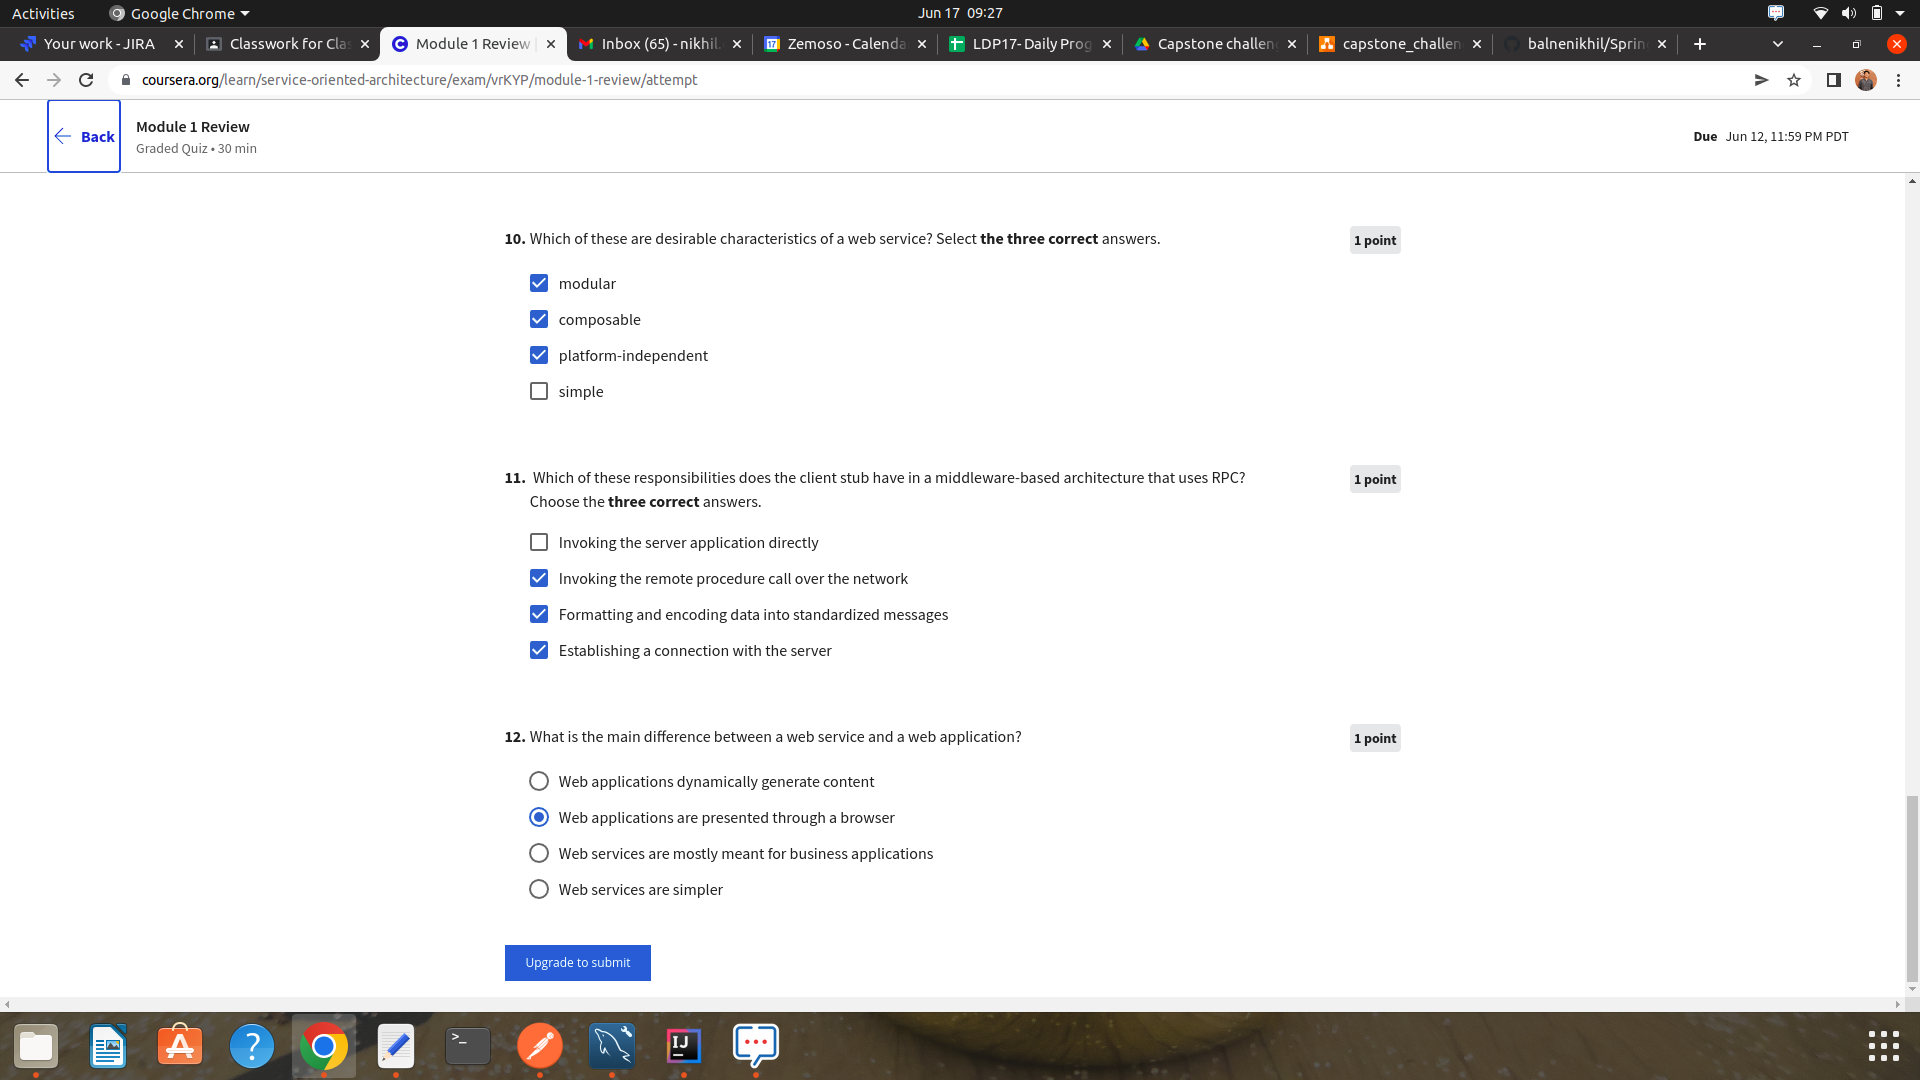 Activities
Google Chrome
Jun 17 09:27
Your work - JIRA
Classwork for Clas
Module 1 Review |
Inbox (65) - nikhil.
Zemoso - Calenda
LDP17- Daily Prog
Capstone challen
capstone_challen
balnenikhil/Sprin
coursera.org/learn/service-oriented-architecture/exam/vrKYP/module-1-review/attempt
Back
Module 1 Review
Graded Quiz • 30 min
Due Jun 12, 11:59 PM PDT
10. Which of these are desirable characteristics of a web service? Select the three correct answers.
1 point
modular
composable
platform-independent
simple
11. Which of these responsibilities does the client stub have in a middleware-based architecture that uses RPC?
Choose the three correct answers.
1 point
Invoking the server application directly
Invoking the remote procedure call over the network
Formatting and encoding data into standardized messages
Establishing a connection with the server
12. What is the main difference between a web service and a web application?
1 point
Web applications dynamically generate content
Web applications are presented through a browser
Web services are mostly meant for business applications
Web services are simpler
Upgrade to submit
>_
IJ